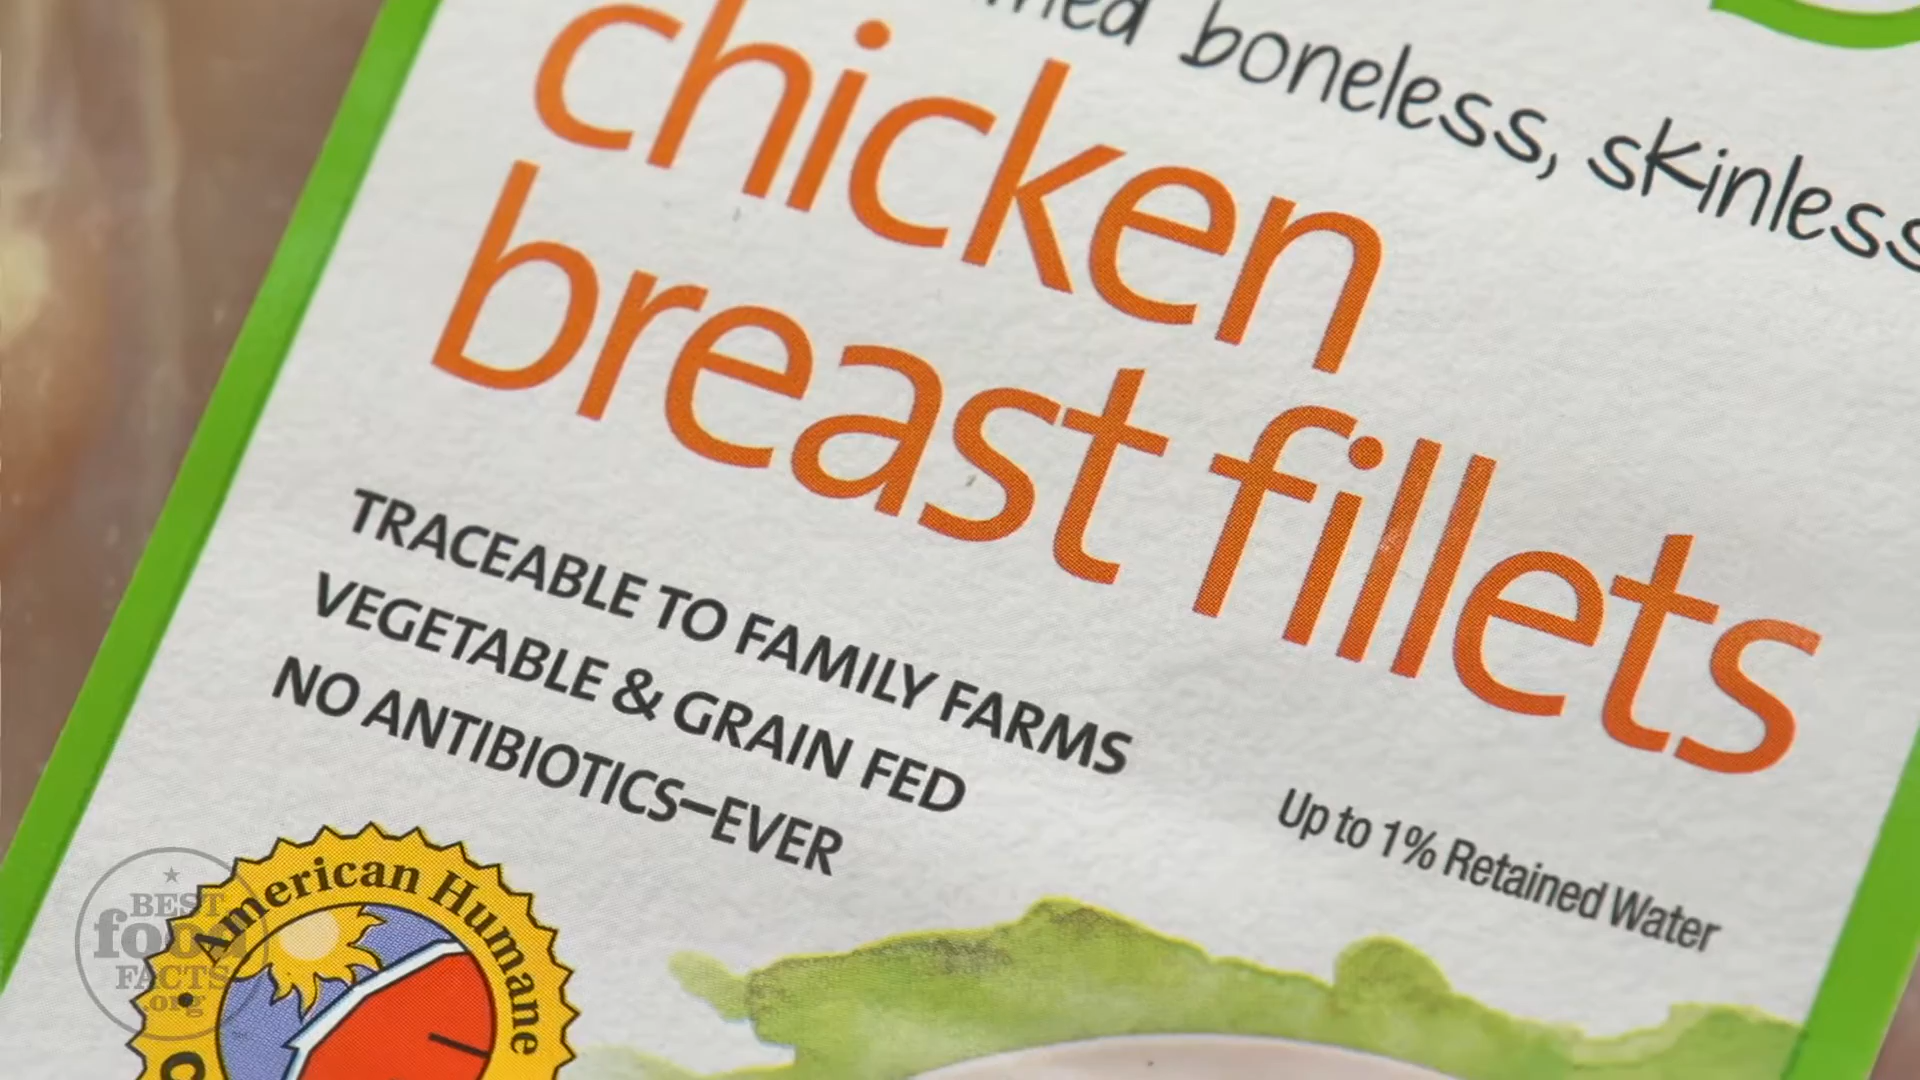 boneless, skinless
chicken
breast fillets
TRACEABLE TO FAMILY FARMS
VEGETABLE & GRAIN FED
NO ANTIBIOTICS–EVER
Up to 1% Retained Water
American Humane
BEST
food
FACTS
.org